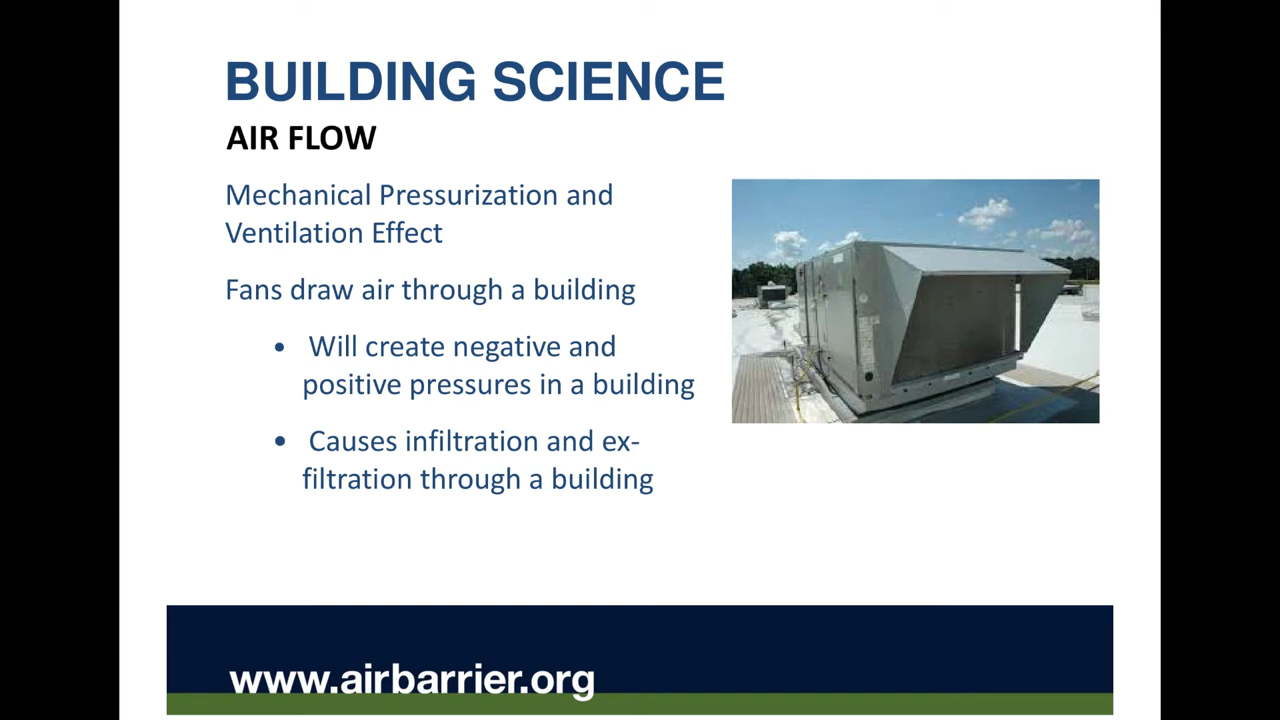 BUILDING SCIENCE
AIR FLOW
Mechanical Pressurization and
Ventilation Effect
Fans draw air through a building
• Will create negative and
positive pressures in a building
• Causes infiltration and ex-
filtration through a building
www.airbarrier.org